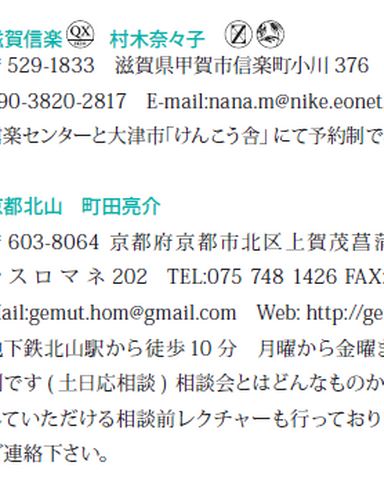 滋賀信楽 QX 村木奈々子 Z
〒529-1833 滋賀県甲賀市信楽町小川 376
90-3820-2817 E-mail:nana.m@nike.eonet
信楽センターと大津市「けんこう舎」にて予約制で
京都北山 町田亮介
〒603-8064 京都府京都市北区上賀茂菖蒲
スロマネ 202 TEL:075 748 1426 FAX:
ail:gemut.hom@gmail.com Web: http://ge
地下鉄北山駅から徒歩 10 分 月曜から金曜ま
です ( 土日応相談 ) 相談会とはどんなものか
していただける相談前レクチャーも行っており
ご連絡下さい。